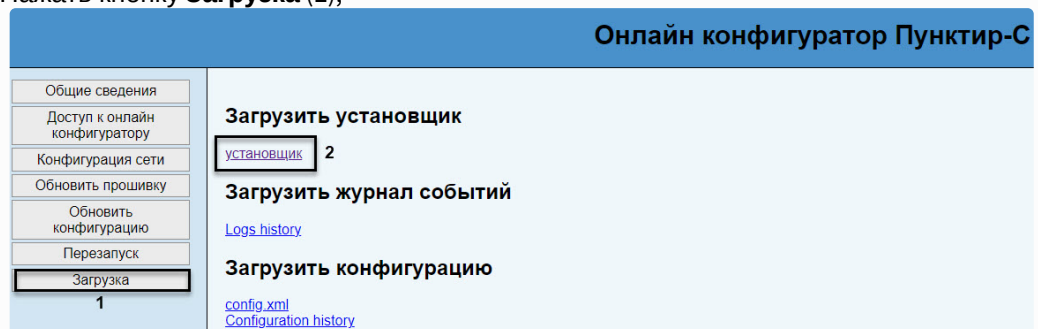 Нажать кнопку Загрузка (1);
Онлайн конфигуратор Пунктир-С
Общие сведения
Доступ к онлайн
конфигуратору
Конфигурация сети
Обновить прошивку
Обновить
конфигурацию
Перезапуск
Загрузка
1
Загрузить установщик
установщик 2
Загрузить журнал событий
Logs history
Загрузить конфигурацию
config.xml
Configuration history